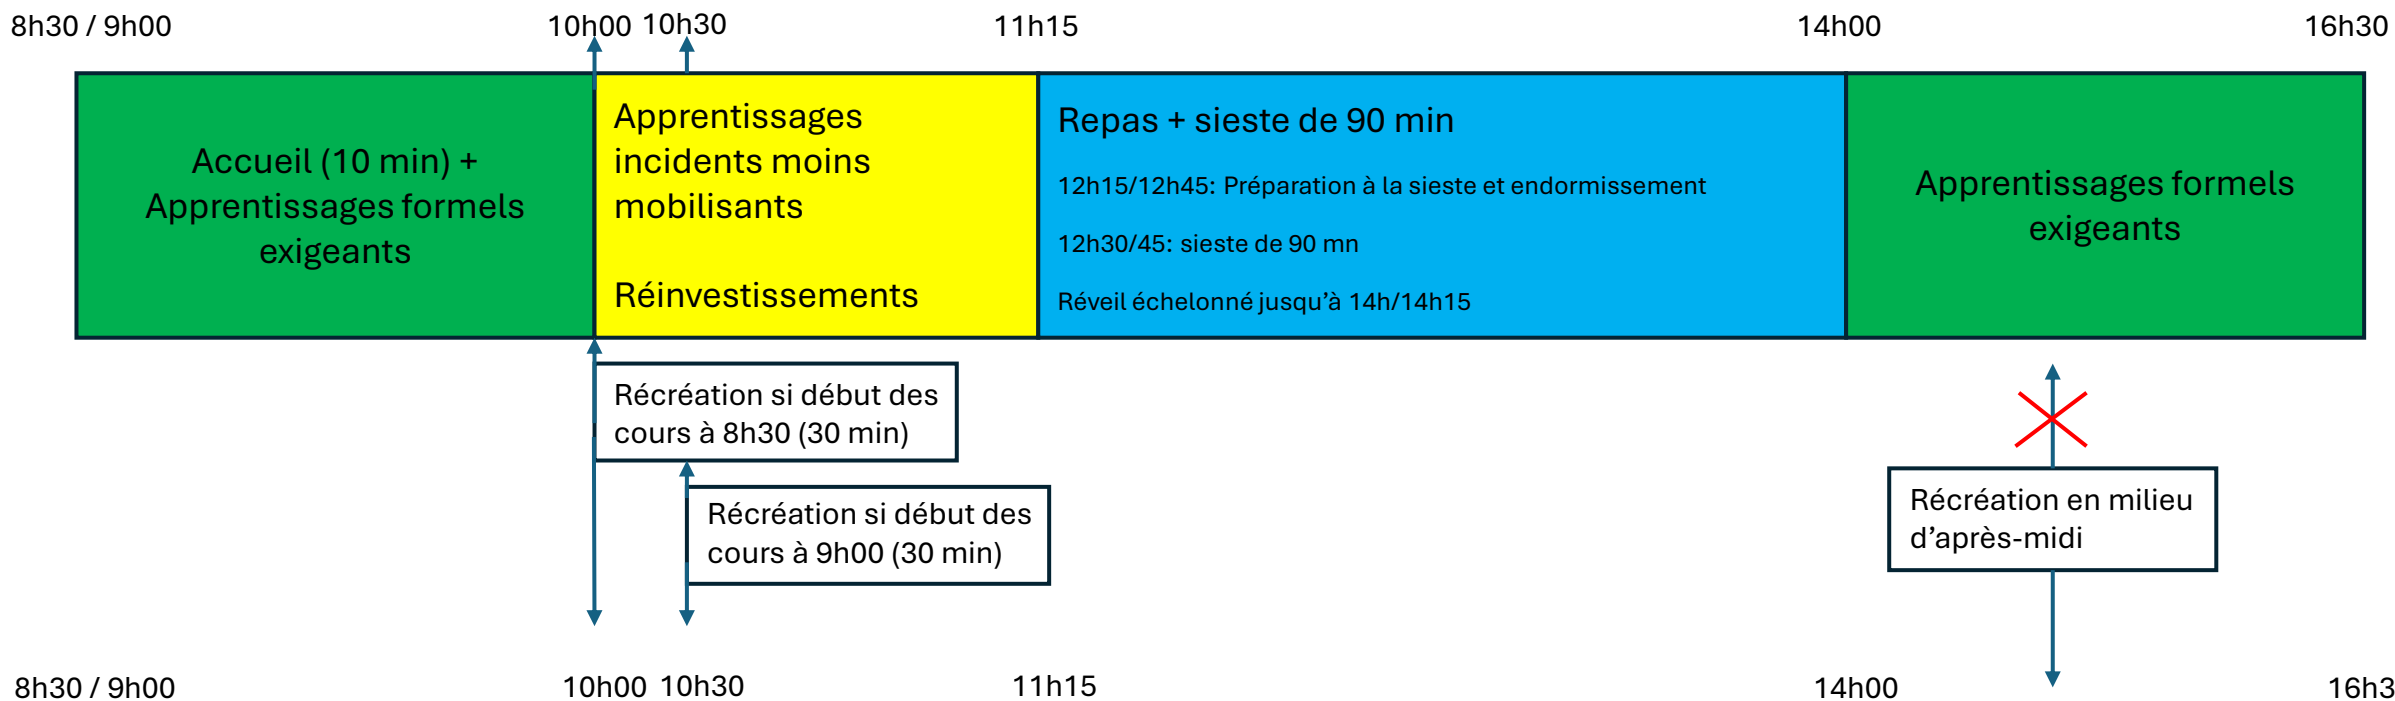 8h30 / 9h00
10h00
10h30
11h15
14h00
16h30
Accueil (10 min) +
Apprentissages formels
exigeants
Apprentissages
incidents moins
mobilisants
Réinvestissements
Repas + sieste de 90 min
12h15/12h45: Préparation à la sieste et endormissement
12h30/45: sieste de 90 mn
Réveil échelonné jusqu’à 14h/14h15
Apprentissages formels
exigeants
Récréation si début des
cours à 8h30 (30 min)
Récréation si début des
cours à 9h00 (30 min)
Récréation en milieu
d’après-midi
8h30 / 9h00
10h00
10h30
11h15
14h00
16h3